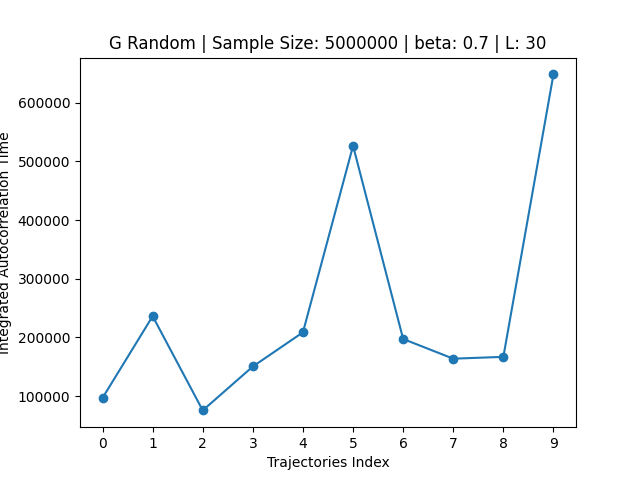 G Random | Sample Size: 5000000 | beta: 0.7 | L: 30
600000
500000
400000
300000
200000
100000
Integrated Autocorrelation Time
0 1 2 3 4 5 6 7 8 9
Trajectories Index